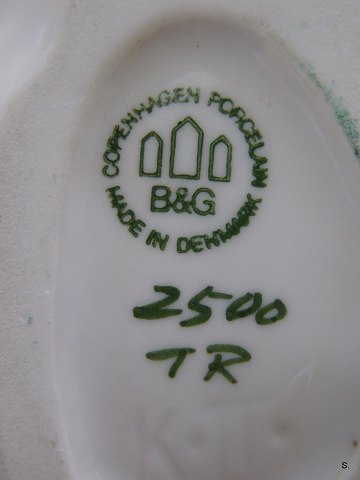 COPENHAGEN PORCELAIN
B&G
MADE IN DENMARK
2500
TR
K.T.
S.